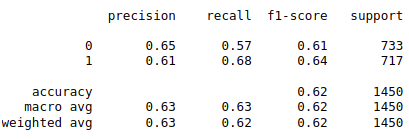 precision recall f1-score support
0 0.65 0.57 0.61 733
1 0.61 0.68 0.64 717
accuracy 0.62 1450
macro avg 0.63 0.63 0.62 1450
weighted avg 0.63 0.62 0.62 1450